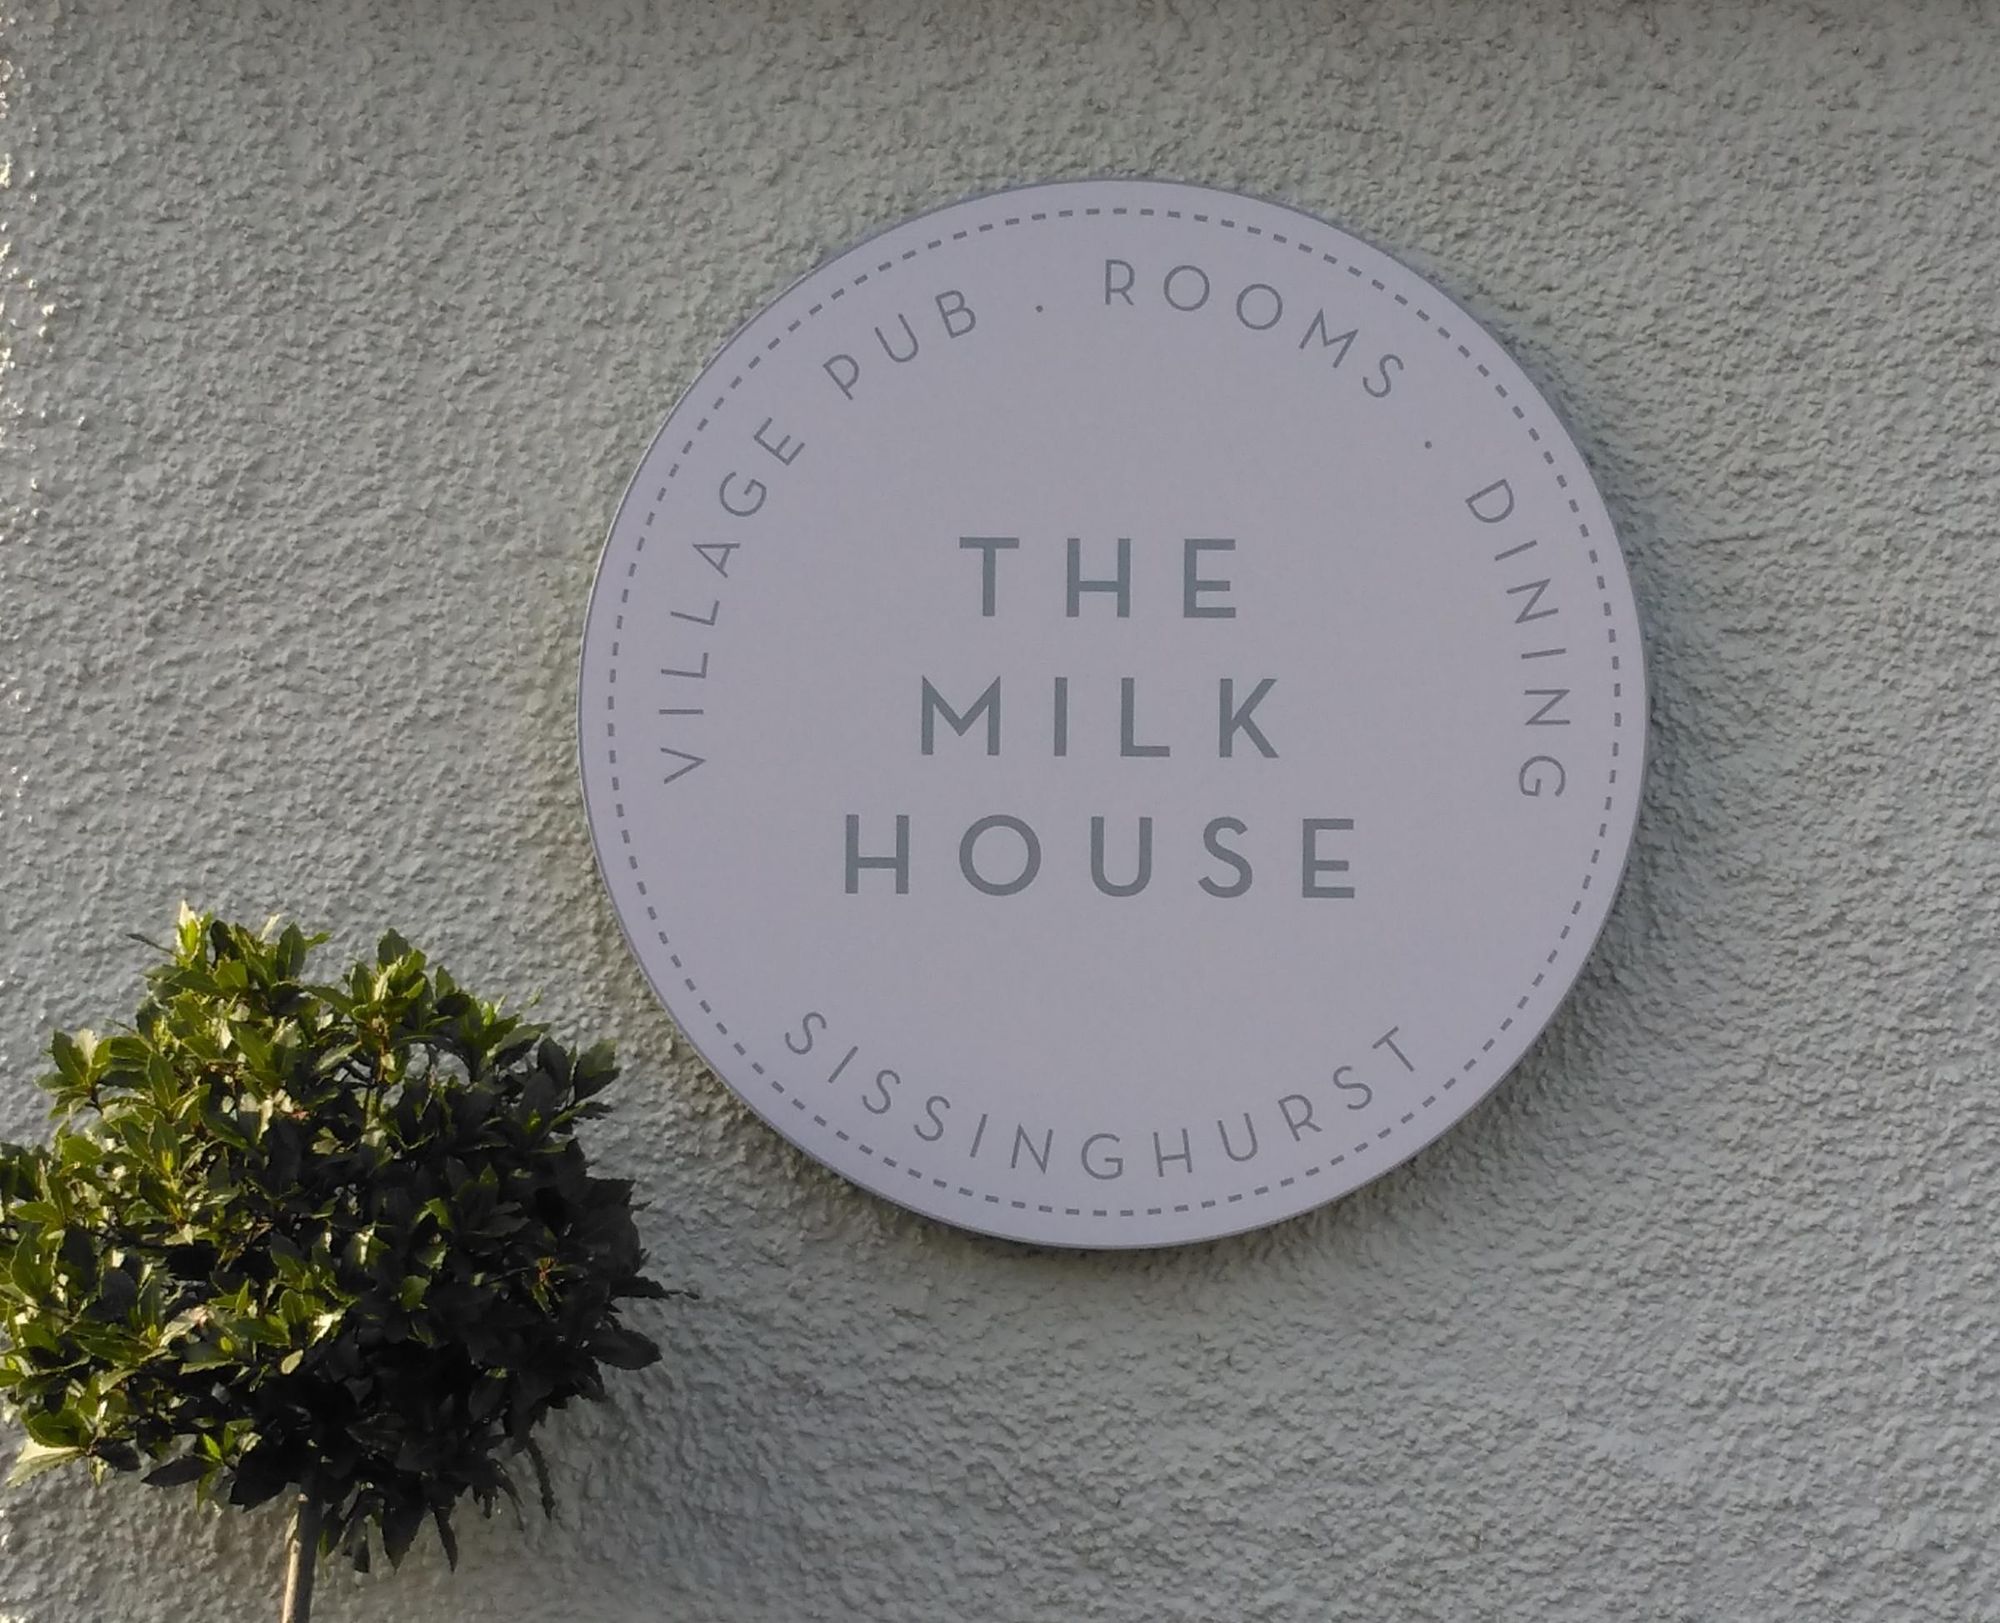 VILLAGE PUB . ROOMS . DINING
THE
MILK
HOUSE
SISSINGHURST